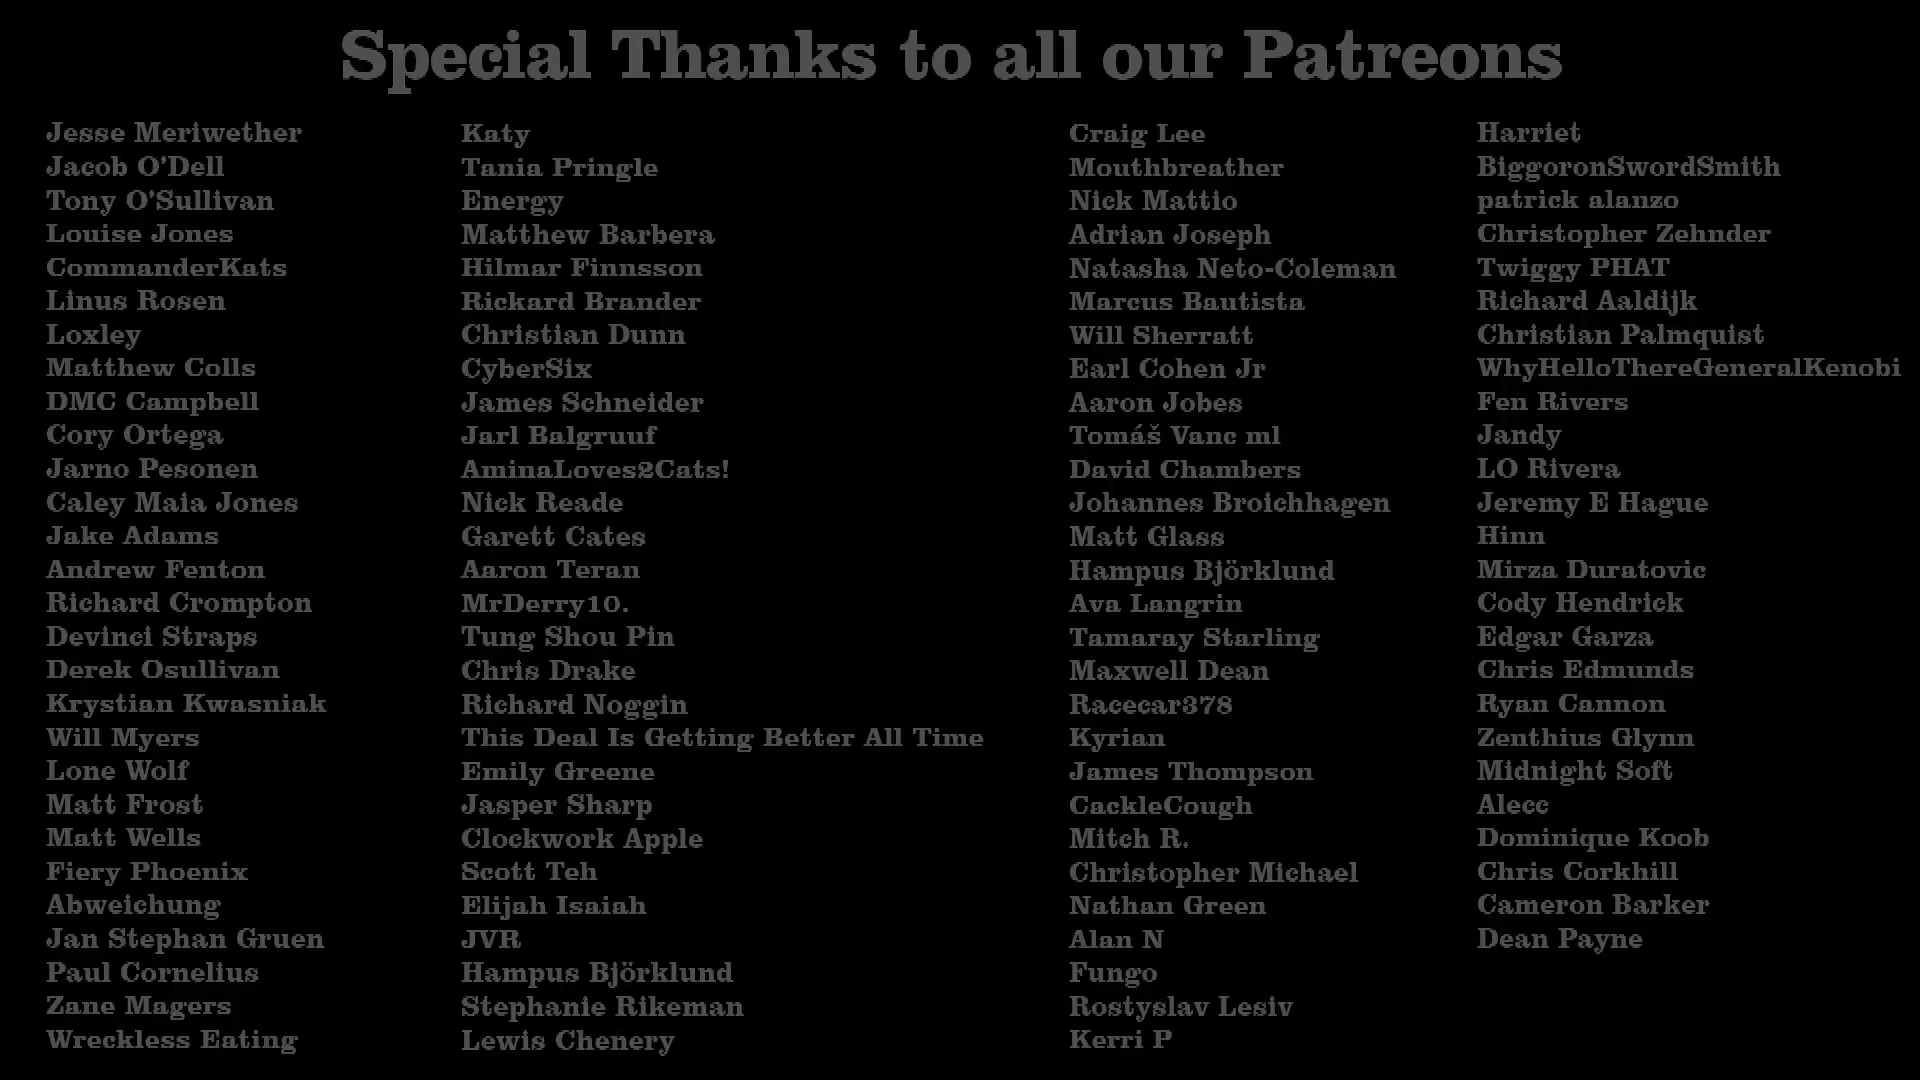 Special Thanks to all our Patreons
Jesse Meriwether
Jacob O'Dell
Tony O'Sullivan
Louise Jones
CommanderKats
Linus Rosen
Loxley
Matthew Colls
DMC Campbell
Cory Ortega
Jarno Pesonen
Caley Maia Jones
Jake Adams
Andrew Fenton
Richard Crompton
Devinci Straps
Derek Osullivan
Krystian Kwasniak
Will Myers
Lone Wolf
Matt Frost
Matt Wells
Fiery Phoenix
Abweichung
Jan Stephan Gruen
Paul Cornelius
Zane Magers
Wreckless Eating
Katy
Tania Pringle
Energy
Matthew Barbera
Hilmar Finnsson
Rickard Brander
Christian Dunn
CyberSix
James Schneider
Jarl Balgruuf
AminaLoves2Cats!
Nick Reade
Garett Cates
Aaron Teran
MrDerry10.
Tung Shou Pin
Chris Drake
Richard Noggin
This Deal Is Getting Better All Time
Emily Greene
Jasper Sharp
Clockwork Apple
Scott Teh
Elijah Isaiah
JVR
Hampus Björklund
Stephanie Rikeman
Lewis Chenery
Craig Lee
Mouthbreather
Nick Mattio
Adrian Joseph
Natasha Neto-Coleman
Marcus Bautista
Will Sherratt
Earl Cohen Jr
Aaron Jobes
Tomáš Vanc ml
David Chambers
Johannes Broichhagen
Matt Glass
Hampus Björklund
Ava Langrin
Tamaray Starling
Maxwell Dean
Racecar378
Kyrian
James Thompson
CackleCough
Mitch R.
Christopher Michael
Nathan Green
Alan N
Fungo
Rostyslav Lesiv
Kerri P
Harriet
BiggoronSwordSmith
patrick alanzo
Christopher Zehnder
Twiggy PHAT
Richard Aaldijk
Christian Palmquist
WhyHelloThereGeneralKenobi
Fen Rivers
Jandy
LO Rivera
Jeremy E Hague
Hinn
Mirza Duratovic
Cody Hendrick
Edgar Garza
Chris Edmunds
Ryan Cannon
Zenthius Glynn
Midnight Soft
Alecc
Dominique Koob
Chris Corkhill
Cameron Barker
Dean Payne